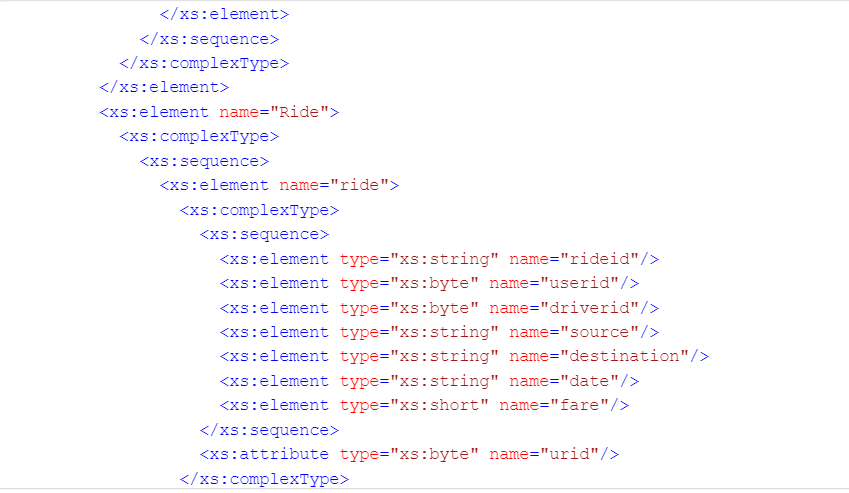 </xs:element>
</xs:sequence>
</xs:complexType>
</xs:element>
<xs:element name="Ride">
<xs:complexType>
<xs:sequence>
<xs:element name="ride">
<xs:complexType>
<xs:sequence>
<xs:element type="xs:string" name="rideid"/>
<xs:element type="xs:byte" name="userid"/>
<xs:element type="xs:byte" name="driverid"/>
<xs:element type="xs:string" name="source"/>
<xs:element type="xs:string" name="destination"/>
<xs:element type="xs:string" name="date"/>
<xs:element type="xs:short" name="fare"/>
</xs:sequence>
<xs:attribute type="xs:byte" name="urid"/>
</xs:complexType>